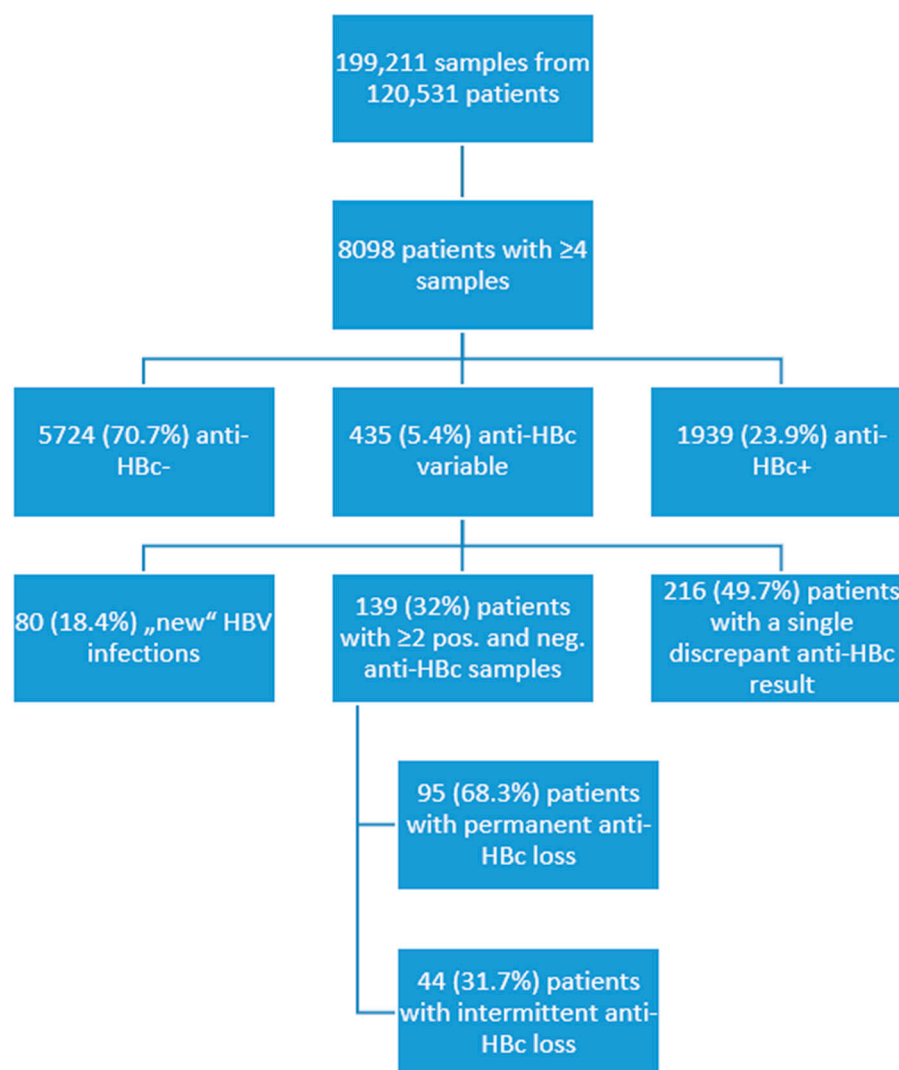 199,211 samples from
120,531 patients
8098 patients with ≥4
samples
5724 (70.7%) anti-
HBc-
435 (5.4%) anti-HBc
variable
1939 (23.9%) anti-
HBc+
80 (18.4%) „new“ HBV
infections
139 (32%) patients
with ≥2 pos. and neg.
anti-HBc samples
216 (49.7%) patients
with a single
discrepant anti-HBc
result
95 (68.3%) patients
with permanent anti-
HBc loss
44 (31.7%) patients
with intermittent anti-
HBc loss